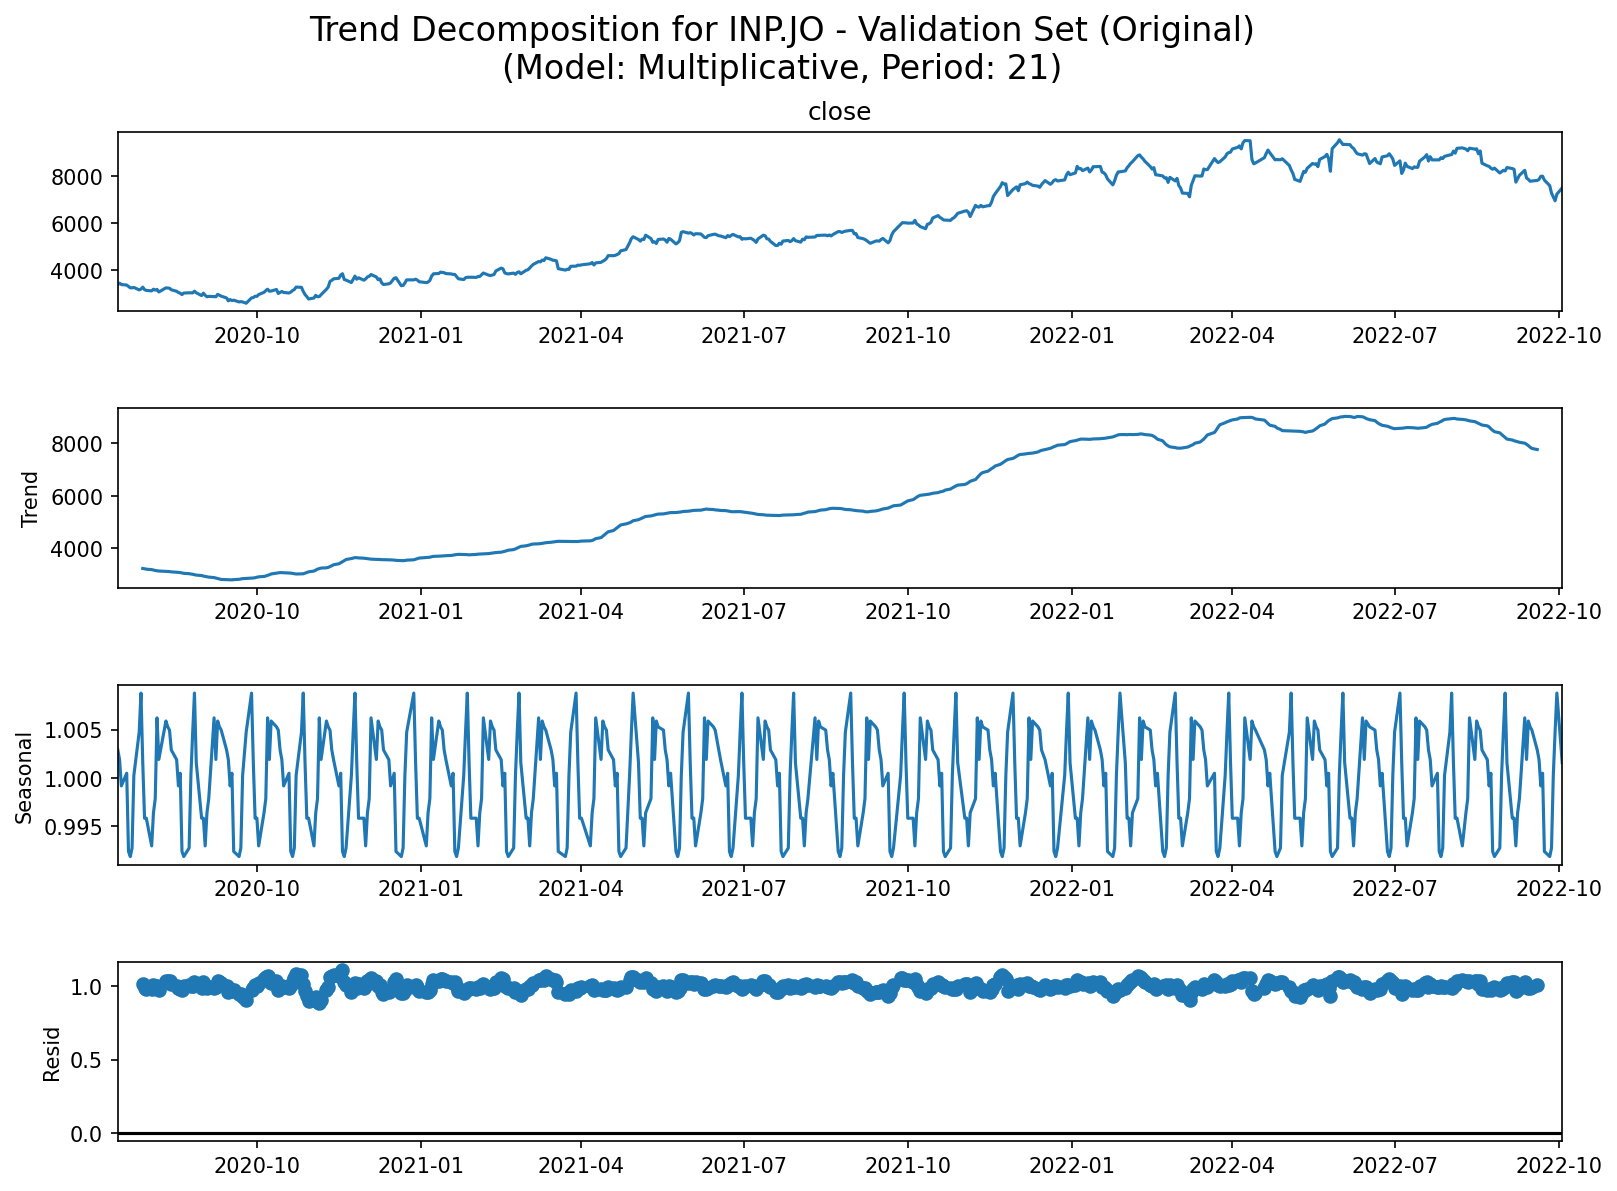 Trend Decomposition for INP.JO - Validation Set (Original)
(Model: Multiplicative, Period: 21)
close
8000
6000
4000
2020-10 2021-01 2021-04 2021-07 2021-10 2022-01 2022-04 2022-07 2022-10
Trend
8000
6000
4000
2020-10 2021-01 2021-04 2021-07 2021-10 2022-01 2022-04 2022-07 2022-10
Seasonal
1.005
1.000
0.995
2020-10 2021-01 2021-04 2021-07 2021-10 2022-01 2022-04 2022-07 2022-10
Resid
1.0
0.5
0.0
2020-10 2021-01 2021-04 2021-07 2021-10 2022-01 2022-04 2022-07 2022-10